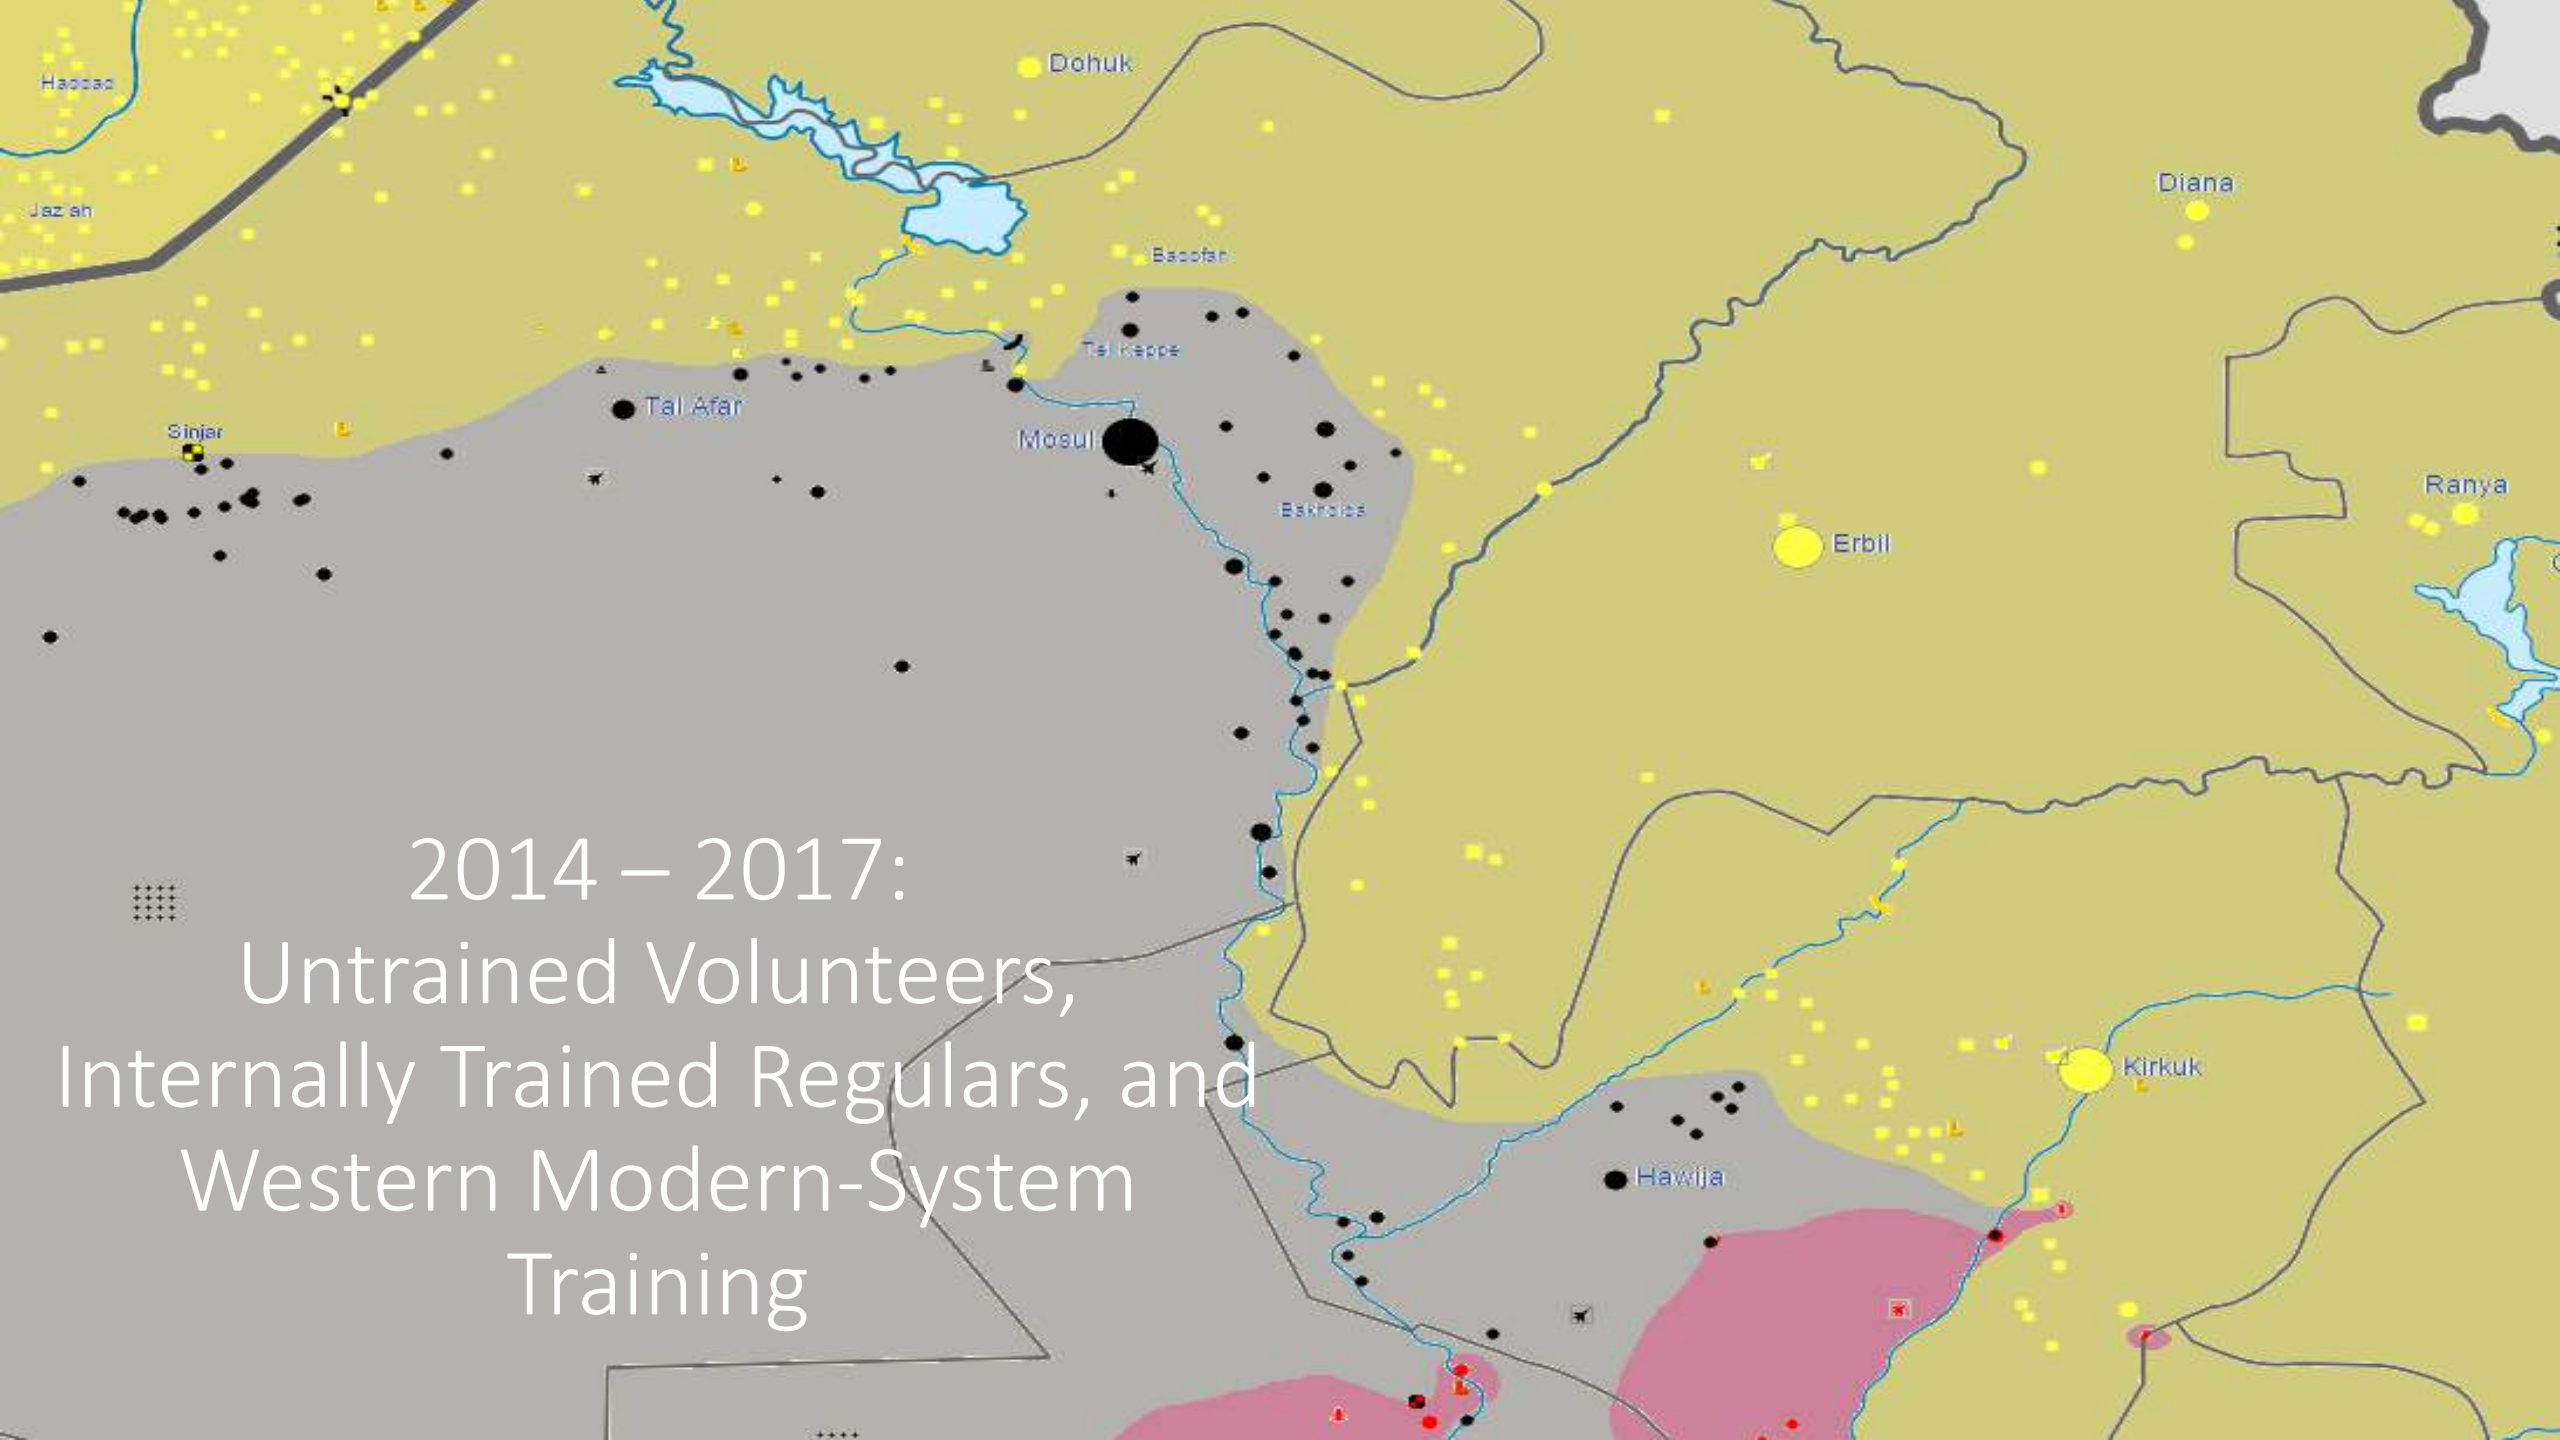 Dohuk
Diana
Tal Afar
Sinjar
Mosul
Ranya
Erbil
2014 – 2017:
Untrained Volunteers,
Internally Trained Regulars, and
Western Modern-System
Training
Kirkuk
Hawija